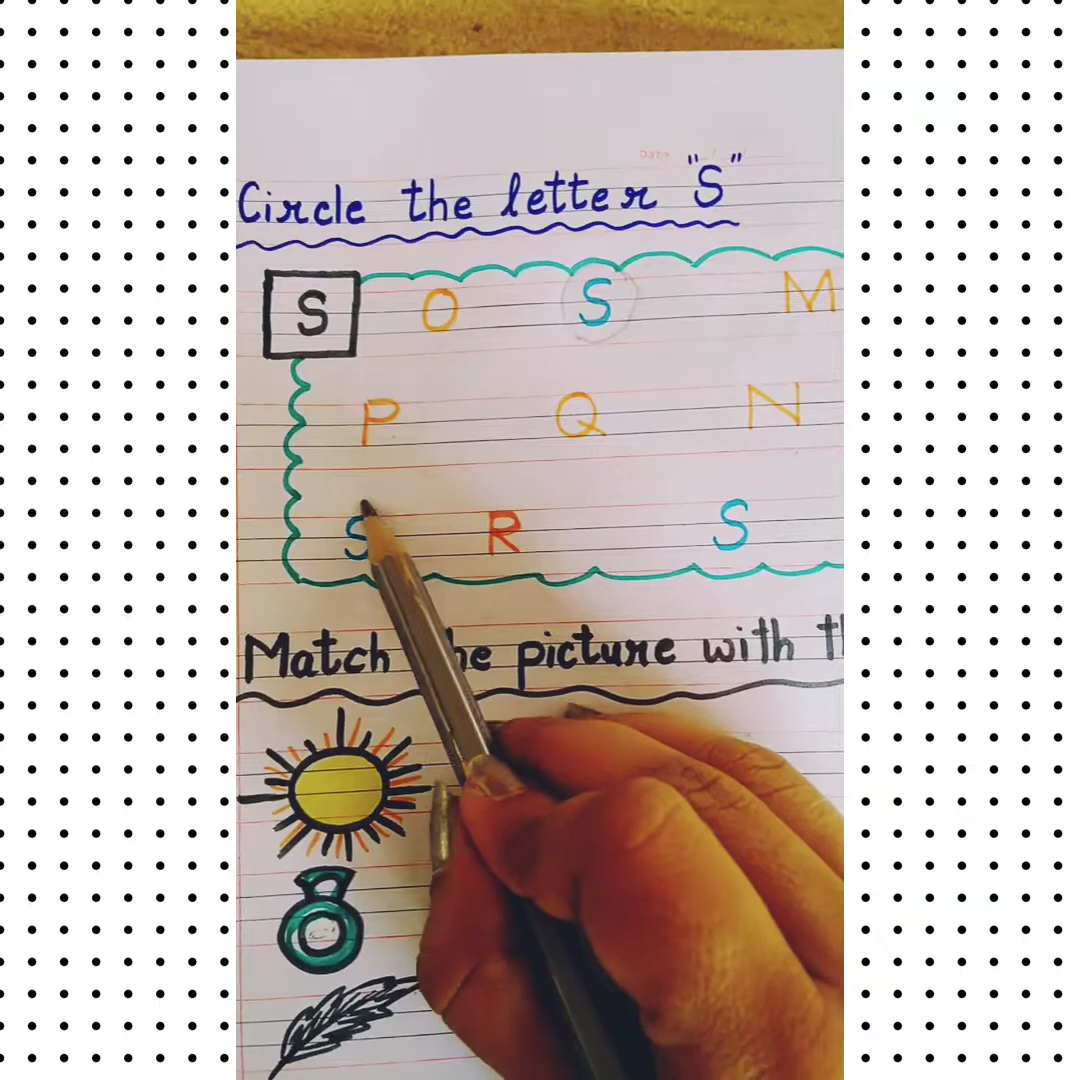 Date
Circle the letter "S"
S O S M
P Q N
S R S
Match the picture with